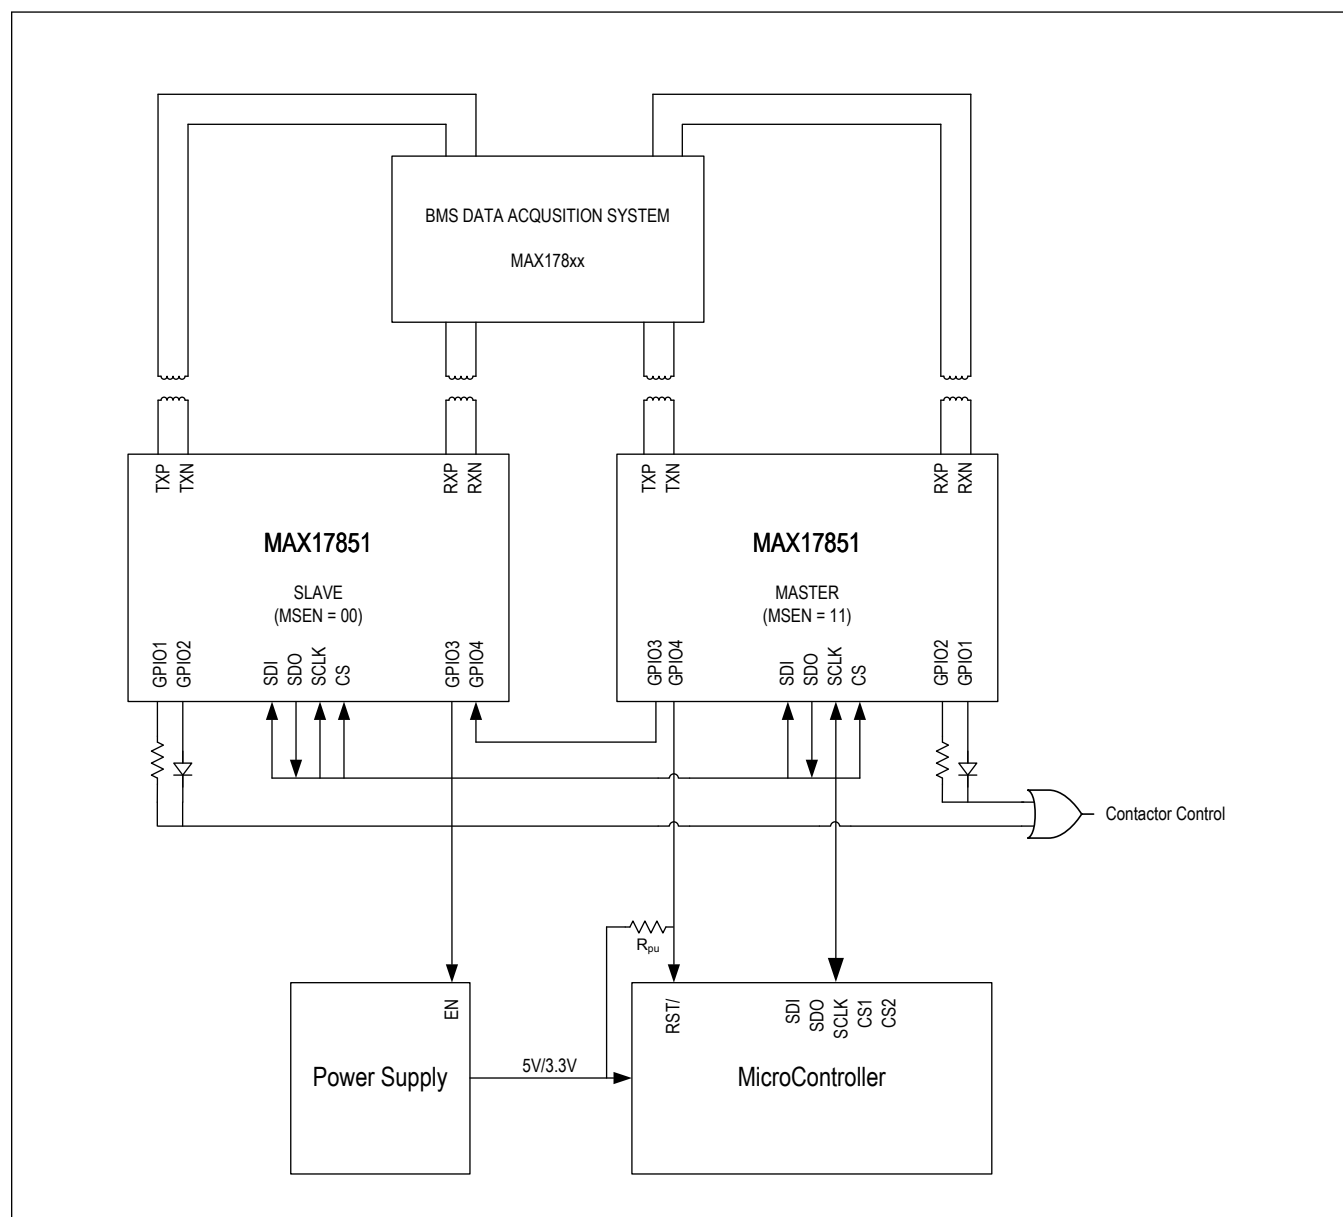 BMS DATA ACQUSITION SYSTEM
MAX178xx
TXP
TXN
RXP
RXN
TXP
TXN
RXP
RXN
MAX17851
MAX17851
SLAVE
(MSEN = 00)
MASTER
(MSEN = 11)
GPIO1
GPIO2
SDI
SDO
SCLK
CS
GPIO3
GPIO4
GPIO3
GPIO4
SDI
SDO
SCLK
CS
GPIO2
GPIO1
Contactor Control
Rpu
EN
RST/
SDI
SDO
SCLK
CS1
CS2
5V/3.3V
Power Supply
MicroController